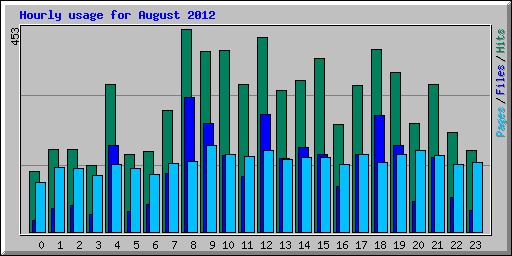 Hourly usage for August 2012
453
Pages/Files/Hits
0 1 2 3 4 5 6 7 8 9 10 11 12 13 14 15 16 17 18 19 20 21 22 23